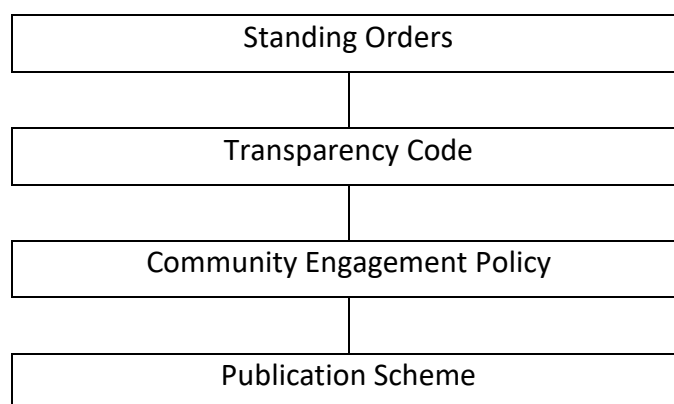 Standing Orders
Transparency Code
Community Engagement Policy
Publication Scheme